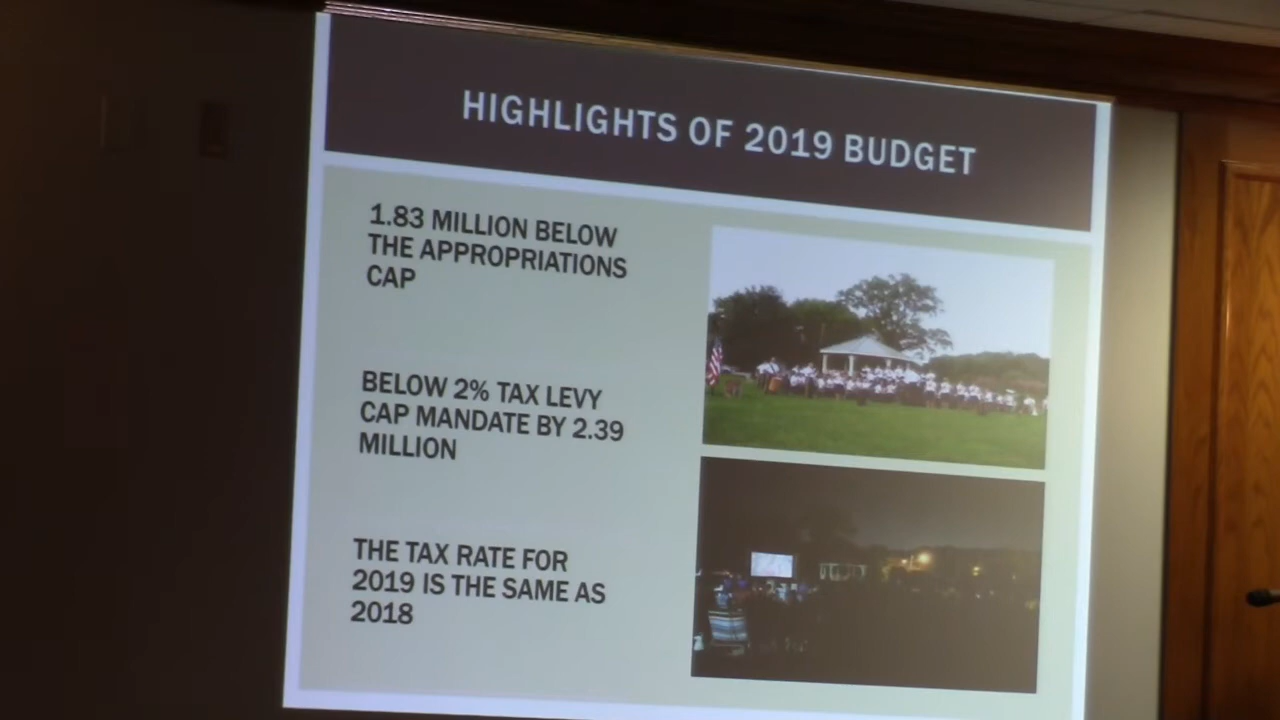 HIGHLIGHTS OF 2019 BUDGET
1.83 MILLION BELOW
THE APPROPRIATIONS
CAP
BELOW 2% TAX LEVY
CAP MANDATE BY 2.39
MILLION
THE TAX RATE FOR
2019 IS THE SAME AS
2018